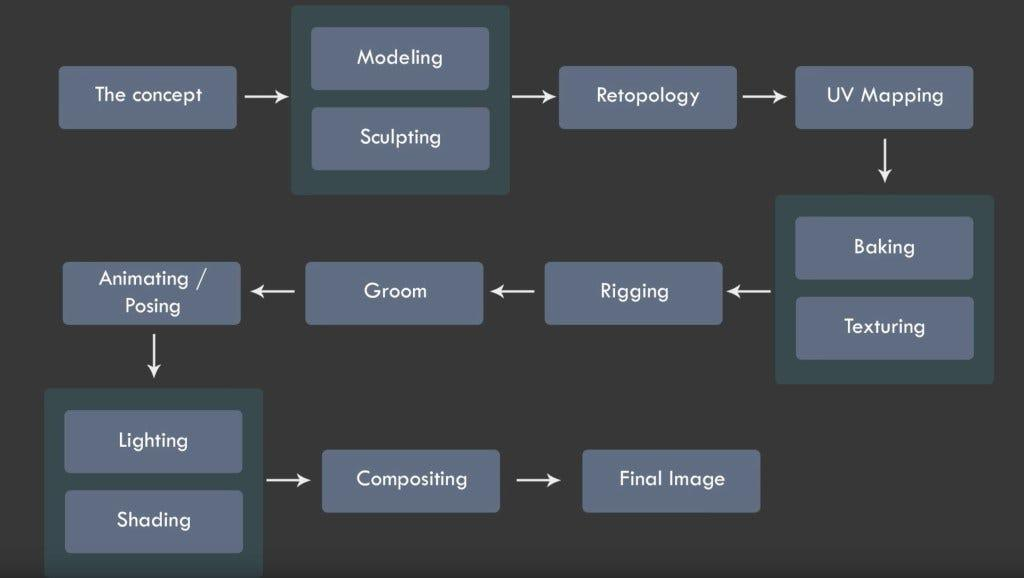 The concept
Modeling
Sculpting
Retopology
UV Mapping
Baking
Texturing
Rigging
Groom
Animating /
Posing
Lighting
Shading
Compositing
Final Image